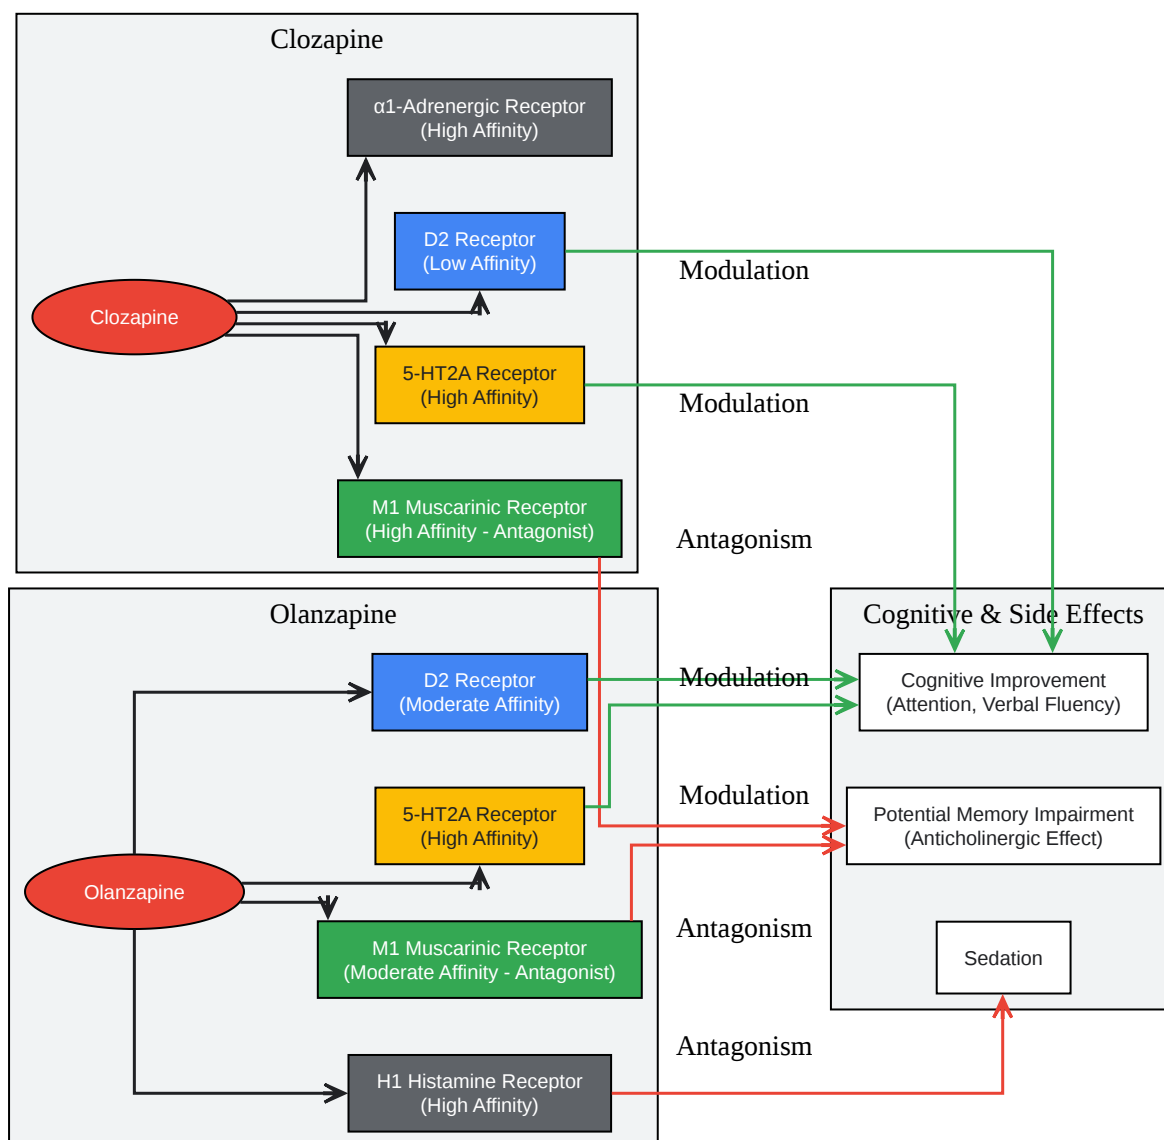 Clozapine
α1-Adrenergic Receptor
(High Affinity)
D2 Receptor
(Low Affinity)
Modulation
Clozapine
5-HT2A Receptor
(High Affinity)
Modulation
M1 Muscarinic Receptor
(High Affinity - Antagonist)
Antagonism
Olanzapine
Cognitive & Side Effects
D2 Receptor
(Moderate Affinity)
Modulation
Cognitive Improvement
(Attention, Verbal Fluency)
5-HT2A Receptor
(High Affinity)
Modulation
Potential Memory Impairment
(Anticholinergic Effect)
Olanzapine
M1 Muscarinic Receptor
(Moderate Affinity - Antagonist)
Antagonism
Sedation
H1 Histamine Receptor
(High Affinity)
Antagonism